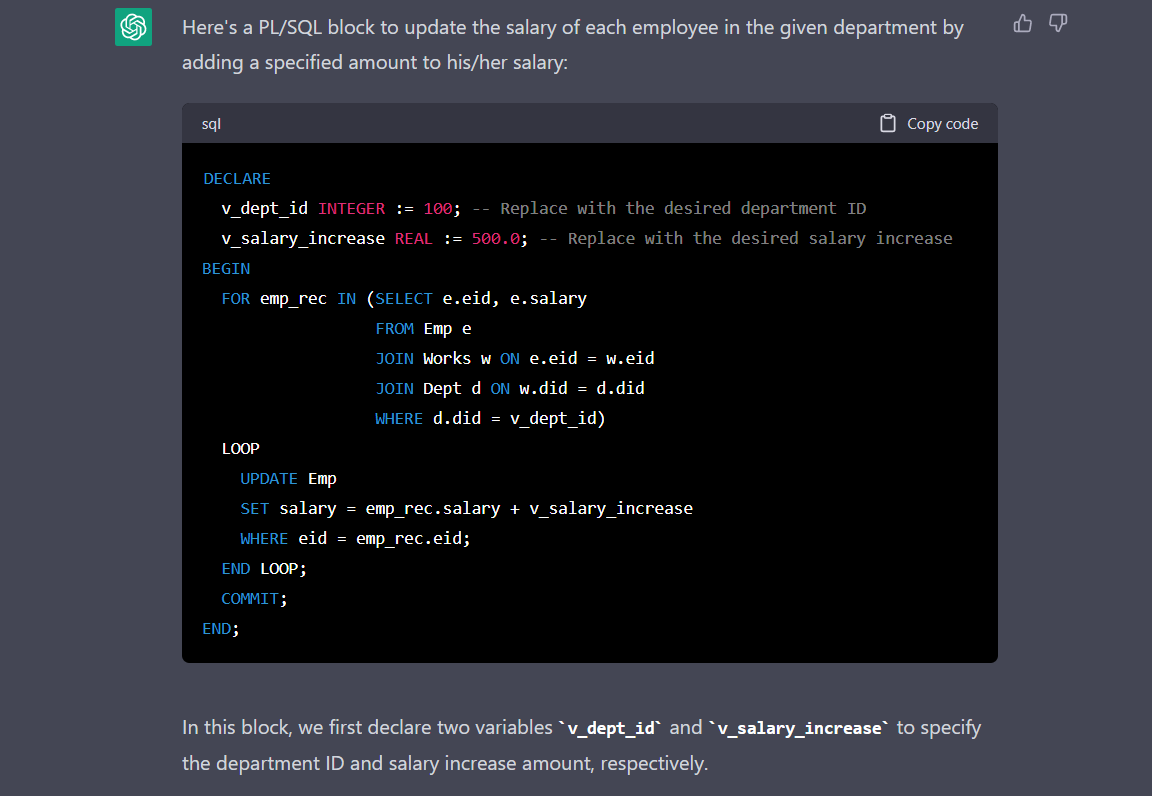 Here's a PL/SQL block to update the salary of each employee in the given department by
adding a specified amount to his/her salary:
sql
Copy code
DECLARE
  v_dept_id INTEGER := 100; -- Replace with the desired department ID
  v_salary_increase REAL := 500.0; -- Replace with the desired salary increase
BEGIN
  FOR emp_rec IN (SELECT e.eid, e.salary
                  FROM Emp e
                  JOIN Works w ON e.eid = w.eid
                  JOIN Dept d ON w.did = d.did
                  WHERE d.did = v_dept_id)
  LOOP
    UPDATE Emp
    SET salary = emp_rec.salary + v_salary_increase
    WHERE eid = emp_rec.eid;
  END LOOP;
  COMMIT;
END;
In this block, we first declare two variables `v_dept_id` and `v_salary_increase` to specify
the department ID and salary increase amount, respectively.